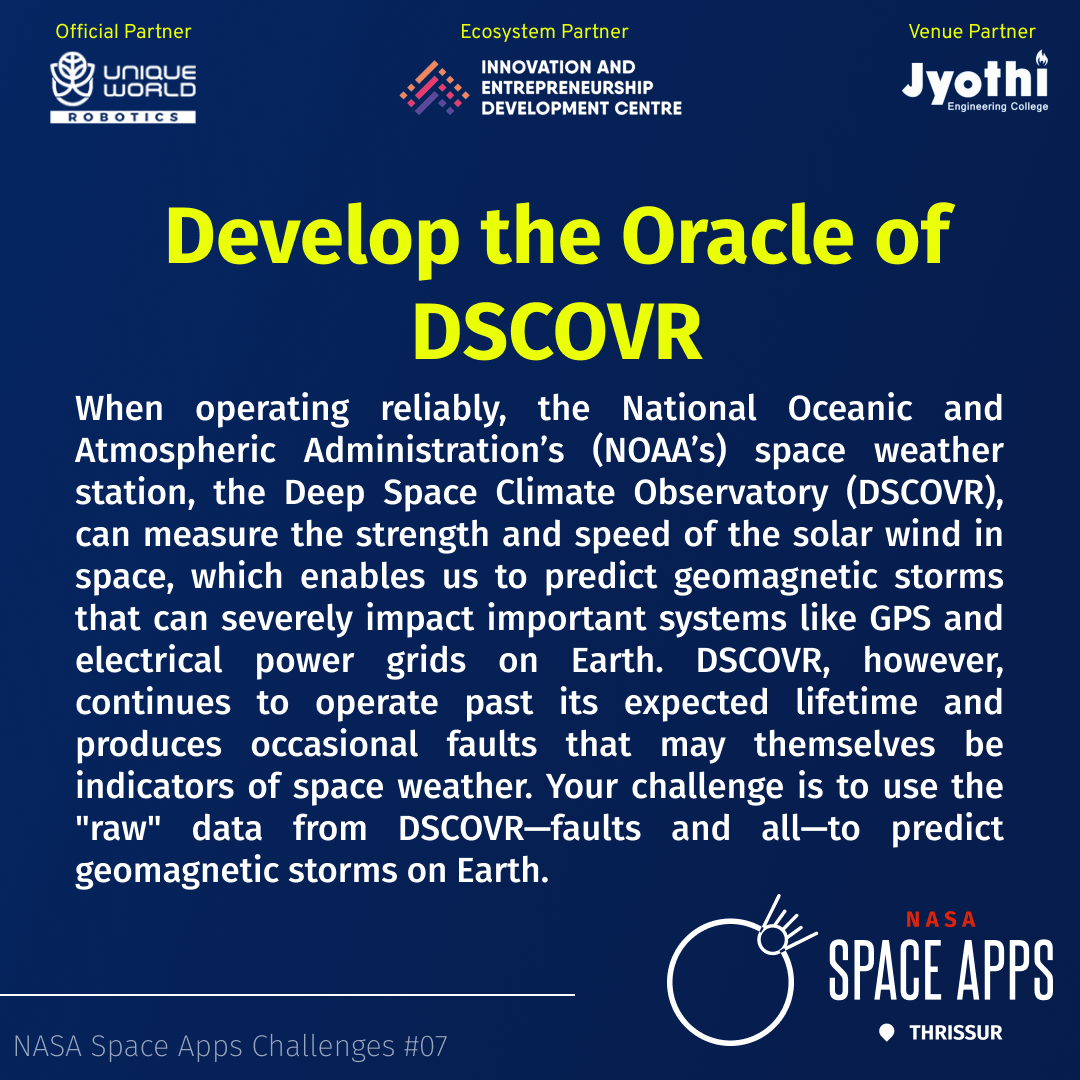 Official Partner
UNIQUE
WORLD
ROBOTICS
Ecosystem Partner
INNOVATION AND
ENTREPRENEURSHIP
DEVELOPMENT CENTRE
Venue Partner
Jyothi
Engineering College
Develop the Oracle of
DSCOVR
When operating reliably, the National Oceanic and
Atmospheric Administration’s (NOAA’s) space weather
station, the Deep Space Climate Observatory (DSCOVR),
can measure the strength and speed of the solar wind in
space, which enables us to predict geomagnetic storms
that can severely impact important systems like GPS and
electrical power grids on Earth. DSCOVR, however,
continues to operate past its expected lifetime and
produces occasional faults that may themselves be
indicators of space weather. Your challenge is to use the
"raw" data from DSCOVR—faults and all—to predict
geomagnetic storms on Earth.
NASA
SPACE APPS
THRISSUR
NASA Space Apps Challenges #07